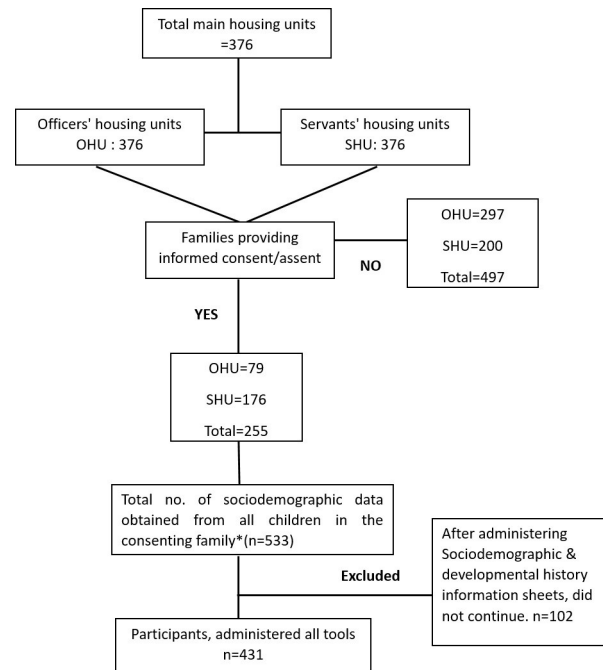 Total main housing units
=376
Officers' housing units
OHU : 376
Servants' housing units
SHU: 376
Families providing
informed consent/assent
NO
OHU=297
SHU=200
Total=497
YES
OHU=79
SHU=176
Total=255
Total no. of sociodemographic data
obtained from all children in the
consenting family*(n=533)
Excluded
After administering
Sociodemographic &
developmental history
information sheets, did
not continue. n=102
Participants, administered all tools
n=431